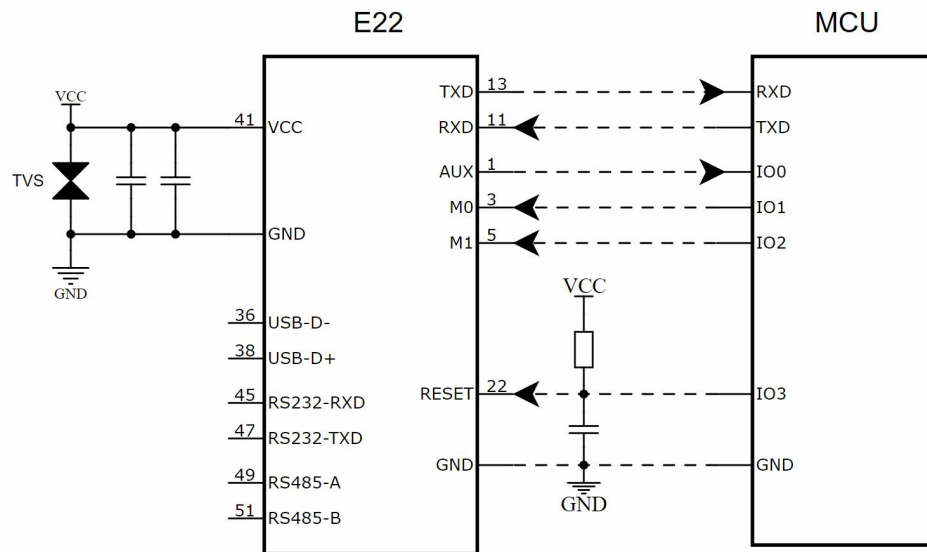 E22
MCU
TXD 13
RXD
VCC
41 VCC
RXD 11
TXD
TVS
AUX 1
IO0
M0 3
IO1
GND
M1 5
IO2
GND
VCC
36 USB-D-
38 USB-D+
RESET 22
IO3
45 RS232-RXD
47 RS232-TXD
GND
GND
49 RS485-A
GND
51 RS485-B